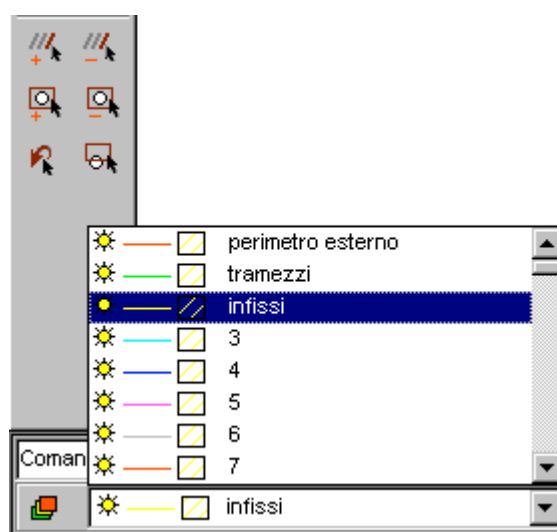 perimetro esterno
tramezzi
infissi
3
4
5
6
7
Coman
infissi